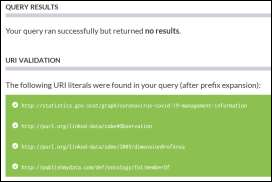 QUERY RESULTS
Your query ran successfully but returned no results.
URI VALIDATION
The following URI literals were found in your query (after prefix expansion):
http://statistics.gov.scot/graph/coronavirus-covid-19-management-information
http://purl.org/linked-data/cube#Observation
http://purl.org/linked-data/sdmx/2009/dimension#refArea
http://publishmydata.com/def/ontology/foi/memberOf